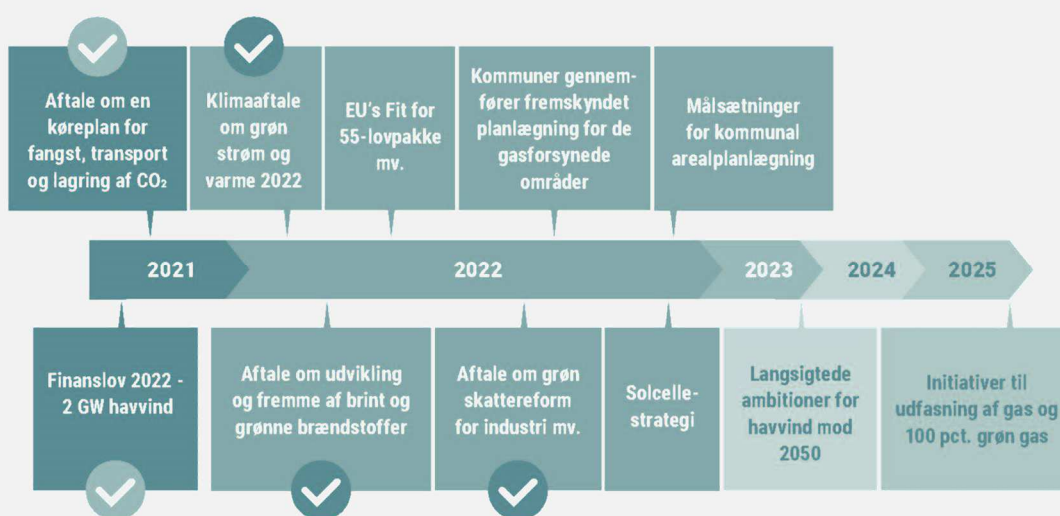 Aftale om en
køreplan for
fangst, transport
og lagring af CO₂
Klimaaftale
om grøn
strøm og
varme 2022
EU's Fit for
55-lovpakke
mv.
Kommuner gennem-
fører fremskyndet
planlægning for de
gasforsynede
områder
Målsætninger
for kommunal
arealplanlægning
2021
2022
2023
2024
2025
Finanslov 2022 -
2 GW havvind
Aftale om udvikling
og fremme af brint og
grønne brændstoffer
Aftale om grøn
skattereform
for industri mv.
Solcelle-
strategi
Langsigtede
ambitioner for
havvind mod
2050
Initiativer til
udfasning af gas og
100 pct. grøn gas